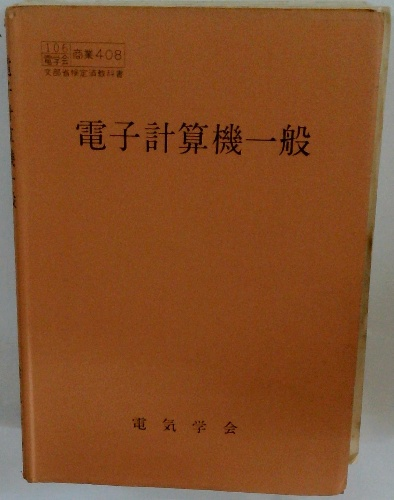 106 電学会 商業408
文部省検定済教科書
電子計算機一般
電気学会